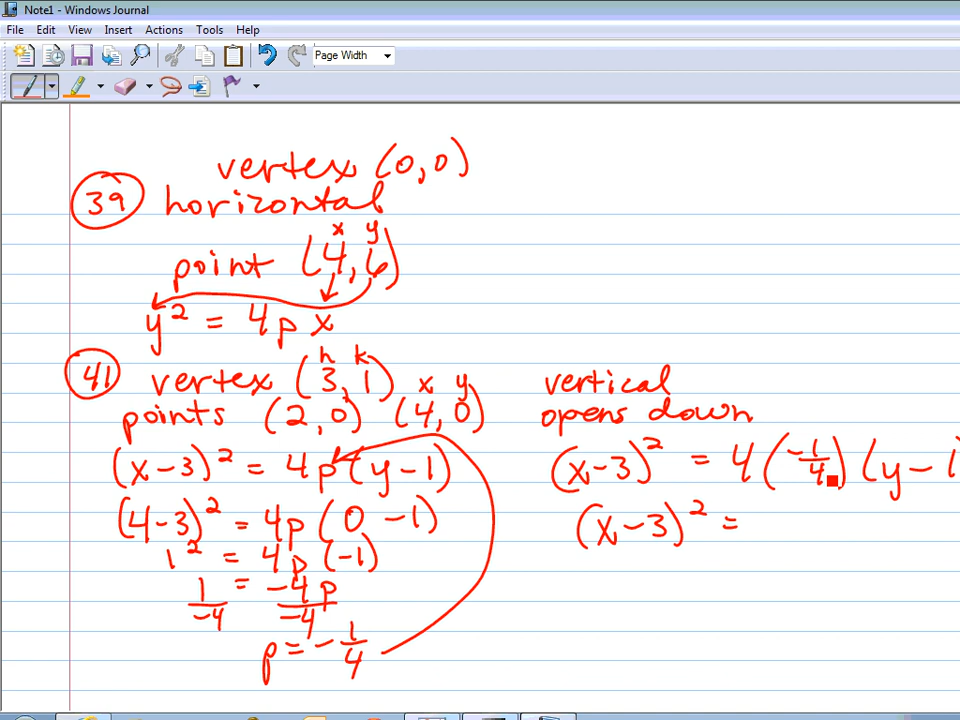 Note1 - Windows Journal
File Edit View Insert Actions Tools Help
Page Width
vertex (0,0)
39 horizontal
x y
point (4,6)
y² = 4px
h k
41 vertex (3,1) x y
points (2,0) (4,0)
(x-3)² = 4p(y-1)
(4-3)² = 4p(0-1)
1² = 4p(-1)
1 = -4p
-4 -4
p = -1/4
vertical
opens down
(x-3)² = 4(-1/4)(y-1
(x-3)² =